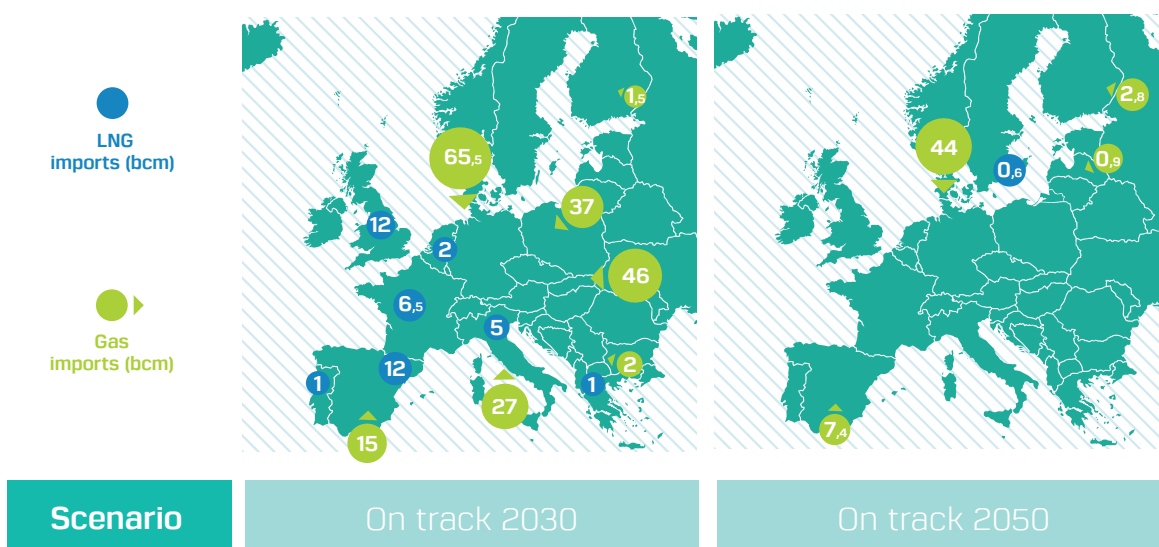 LNG
imports (bcm)
Gas
imports (bcm)
1,5
65,5
37
12
2
46
6,5
5
2
12
1
1
27
15
2,8
44
0,9
0,6
7,4
Scenario
On track 2030
On track 2050